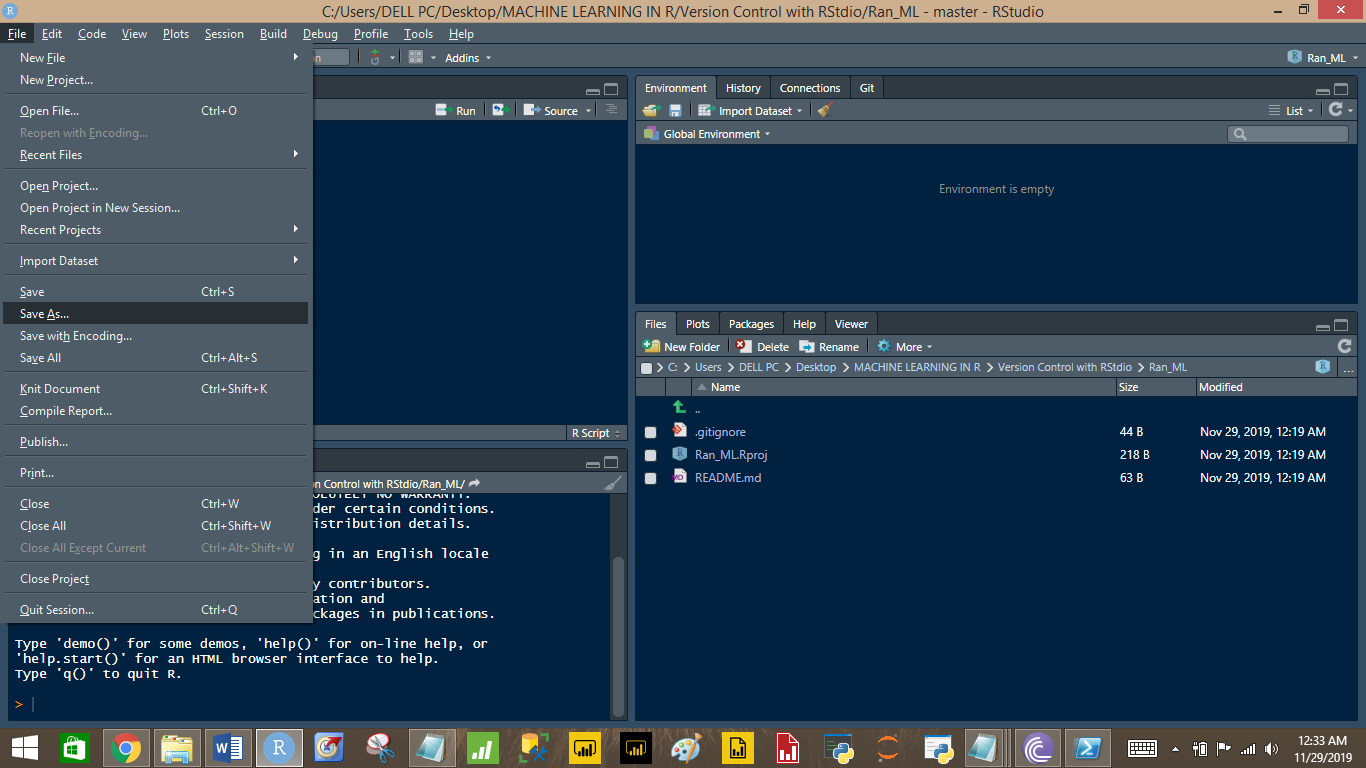 C:/Users/DELL PC/Desktop/MACHINE LEARNING IN R/Version Control with RStdio/Ran_ML - master - RStudio
File Edit Code View Plots Session Build Debug Profile Tools Help
Addins
Ran_ML
New File
New Project...
Open File... Ctrl+O
Reopen with Encoding...
Recent Files
Open Project...
Open Project in New Session...
Recent Projects
Import Dataset
Save Ctrl+S
Save As...
Save with Encoding...
Save All Ctrl+Alt+S
Knit Document Ctrl+Shift+K
Compile Report...
Publish...
Print...
Close Ctrl+W
Close All Ctrl+Shift+W
Close All Except Current Ctrl+Alt+Shift+W
Close Project
Quit Session... Ctrl+Q
Run Source
R Script
on Control with RStdio/Ran_ML/
SOLUTELY NO WARRANTY.
der certain conditions.
istribution details.
g in an English locale
y contributors.
ation and
ckages in publications.
Type 'demo()' for some demos, 'help()' for on-line help, or
'help.start()' for an HTML browser interface to help.
Type 'q()' to quit R.
>
Environment History Connections Git
Import Dataset List
Global Environment
Environment is empty
Files Plots Packages Help Viewer
New Folder Delete Rename More
C: Users DELL PC Desktop MACHINE LEARNING IN R Version Control with RStdio Ran_ML ...
Name Size Modified
..
.gitignore 44 B Nov 29, 2019, 12:19 AM
Ran_ML.Rproj 218 B Nov 29, 2019, 12:19 AM
README.md 63 B Nov 29, 2019, 12:19 AM
12:33 AM
11/29/2019